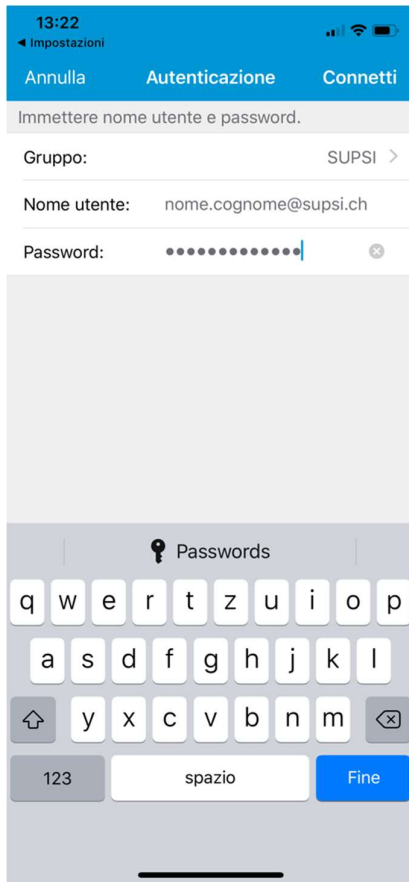 13:22
◀ Impostazioni
Annulla Autenticazione Connetti
Immettere nome utente e password.
Gruppo: SUPSI >
Nome utente: nome.cognome@supsi.ch
Password: •••••••••••••
Passwords
q w e r t z u i o p
a s d f g h j k l
y x c v b n m
123 spazio Fine